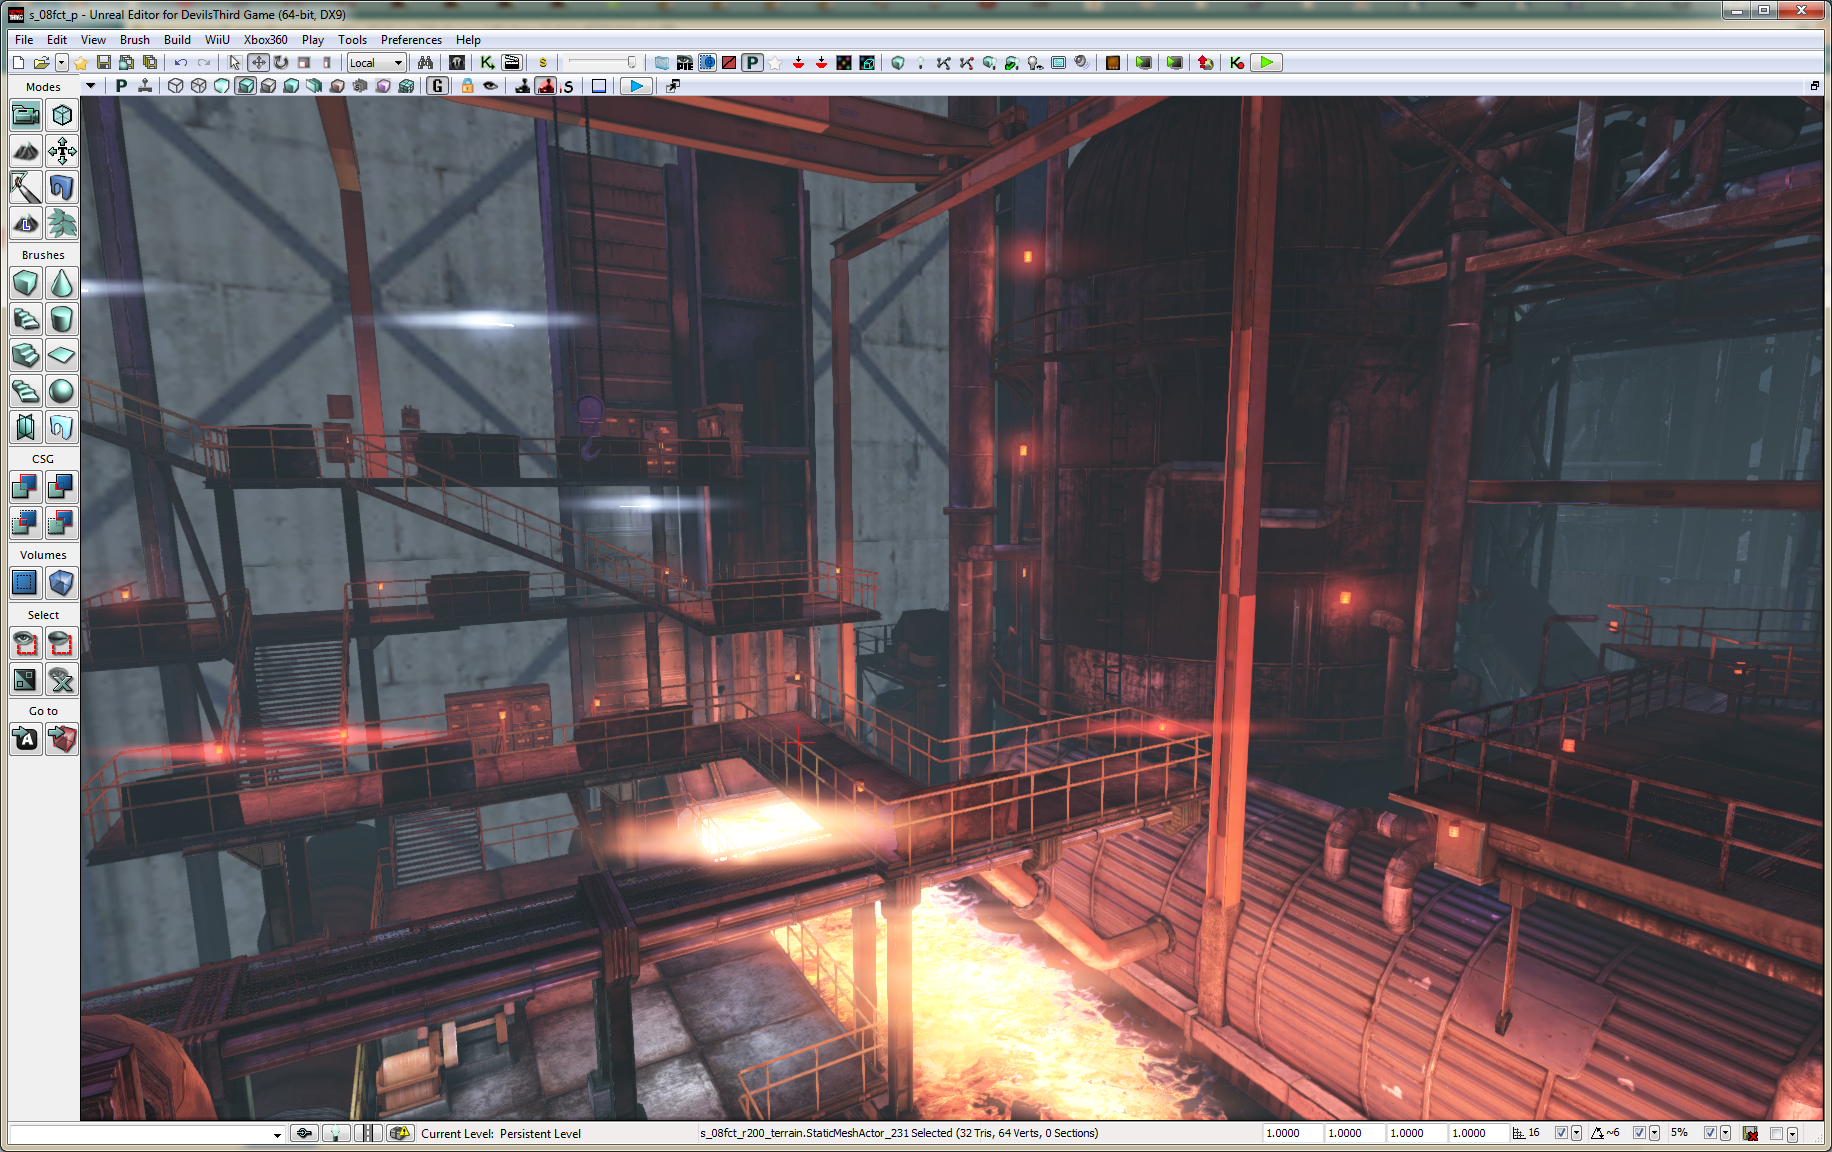 s_08fct_p - Unreal Editor for DevilsThird Game (64-bit, DX9)
File Edit View Brush Build WiiU Xbox360 Play Tools Preferences Help
Local
P
Modes
P
G
S
Brushes
CSG
Volumes
Select
Go to
Current Level: Persistent Level
s_08fct_r200_terrain.StaticMeshActor_231 Selected (32 Tris, 64 Verts, 0 Sections)
1.0000 1.0000 1.0000 1.0000
16
~6
5%